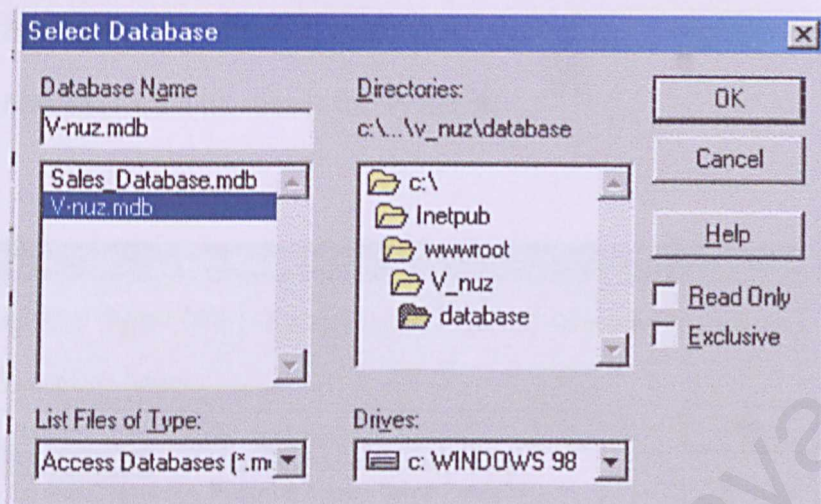 Select Database
Database Name
V-nuz.mdb
Sales_Database.mdb
V-nuz.mdb
List Files of Type:
Access Databases (*.m
Directories:
c:\...\v_nuz\database
c:\
Inetpub
wwwroot
V_nuz
database
Drives:
c: WINDOWS 98
OK
Cancel
Help
Read Only
Exclusive